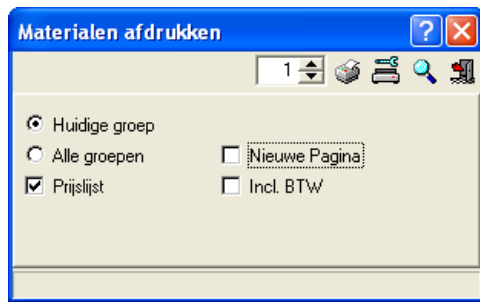 Materialen afdrukken
1
Huidige groep
Alle groepen
Nieuwe Pagina
Prijslijst
Incl. BTW